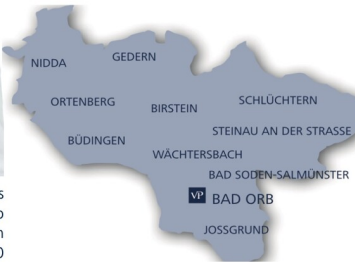 GEDERN
NIDDA
ORTENBERG
BIRSTEIN
SCHLÜCHTERN
BÜDINGEN
STEINAU AN DER STRASSE
WÄCHTERSBACH
BAD SODEN-SALMÜNSTER
VP BAD ORB
JOSSGRUND